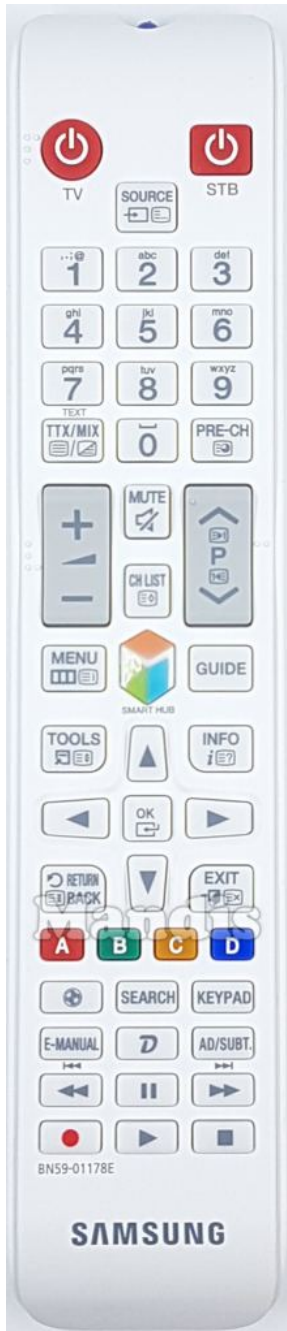 TV
STB
SOURCE
.,;@ abc def
1 2 3
ghi jkl mno
4 5 6
pqrs tuv wxyz
7 8 9
TEXT
TTX/MIX 0 PRE-CH
MUTE
+ P
− CH LIST
MENU GUIDE
SMART HUB
TOOLS INFO
i
OK
RETURN EXIT
BACK
Mandis
A B C D
SEARCH KEYPAD
E-MANUAL D AD/SUBT.
BN59-01178E
SAMSUNG